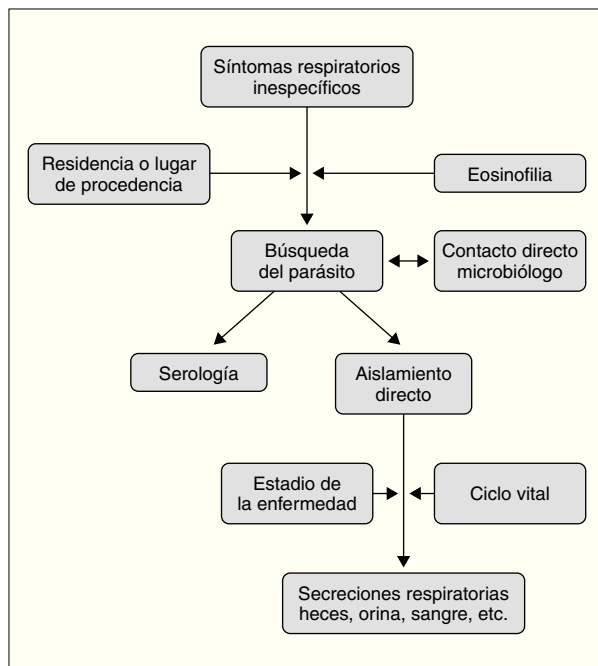 Síntomas respiratorios
inespecíficos
Residencia o lugar
de procedencia
Eosinofilia
Búsqueda
del parásito
Contacto directo
microbiólogo
Serología
Aislamiento
directo
Estadio de
la enfermedad
Ciclo vital
Secreciones respiratorias
heces, orina, sangre, etc.